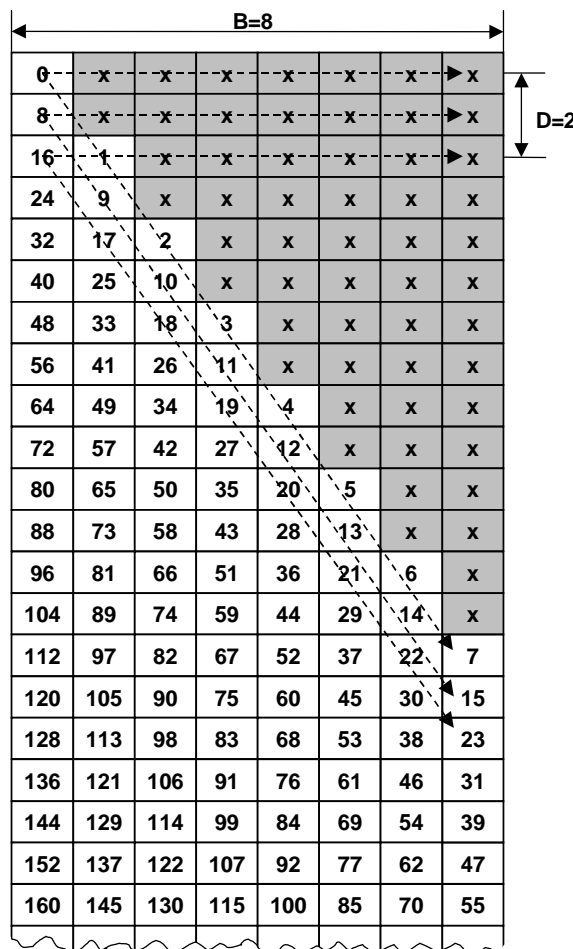 B=8
0 x x x x x x x
8 x x x x x x x
D=2
16 1 x x x x x x
24 9 x x x x x x
32 17 2 x x x x x
40 25 10 x x x x x
48 33 18 3 x x x x
56 41 26 11 x x x x
64 49 34 19 4 x x x
72 57 42 27 12 x x x
80 65 50 35 20 5 x x
88 73 58 43 28 13 x x
96 81 66 51 36 21 6 x
104 89 74 59 44 29 14 x
112 97 82 67 52 37 22 7
120 105 90 75 60 45 30 15
128 113 98 83 68 53 38 23
136 121 106 91 76 61 46 31
144 129 114 99 84 69 54 39
152 137 122 107 92 77 62 47
160 145 130 115 100 85 70 55